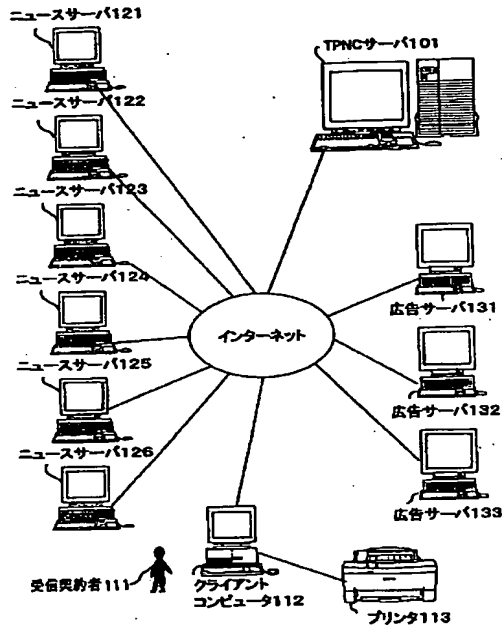 ニュースサーバ121
ニュースサーバ122
ニュースサーバ123
ニュースサーバ124
ニュースサーバ125
ニュースサーバ126
TPNCサーバ101
インターネット
広告サーバ131
広告サーバ132
広告サーバ133
受信契約者111
クライアント
コンピュータ112
プリンタ113